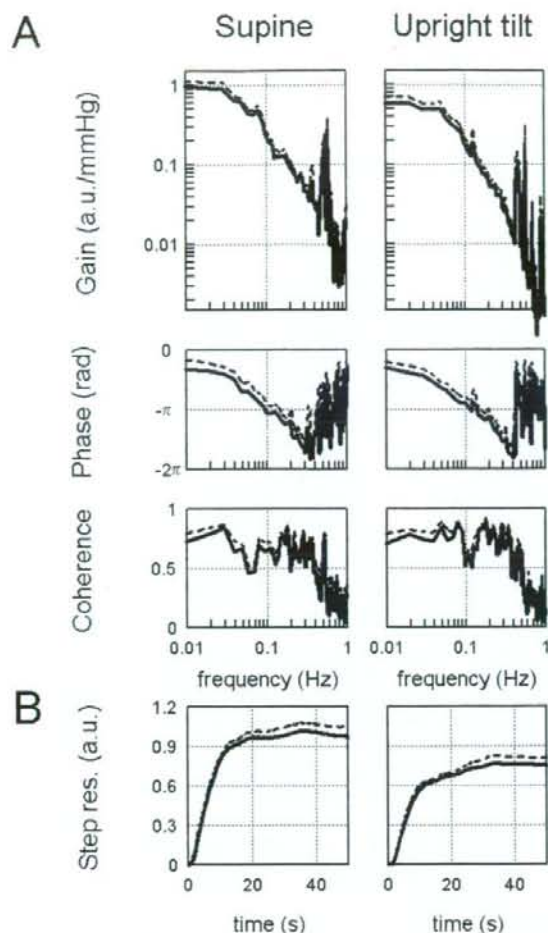 A
Supine
Upright tilt
Gain (a.u./mmHg)
1
0.1
0.01
Phase (rad)
0
-π
-2π
Coherence
1
0.5
0
0.01
0.1
1
0.01
0.1
1
frequency (Hz)
frequency (Hz)
B
Step res. (a.u.)
1.2
0.9
0.6
0.3
0
0
20
40
0
20
40
time (s)
time (s)